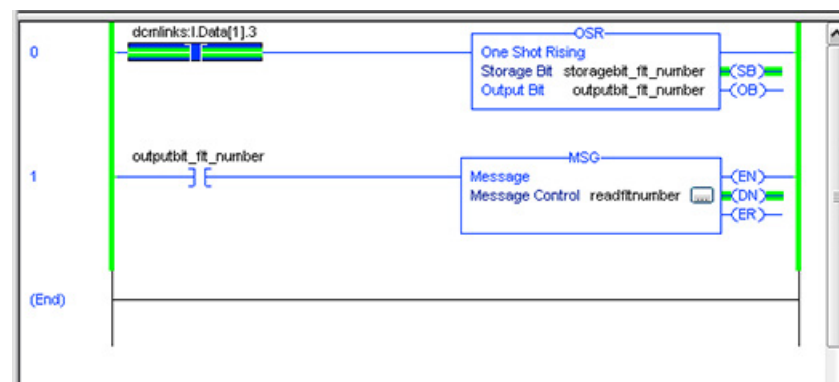 dcmlinks:I.Data[1].3
OSR
0
One Shot Rising
Storage Bit storagebit_flt_number (SB)
Output Bit outputbit_flt_number (OB)
outputbit_flt_number
MSG
1
Message (EN)
Message Control readfltnumber ... (DN)
(ER)
(End)